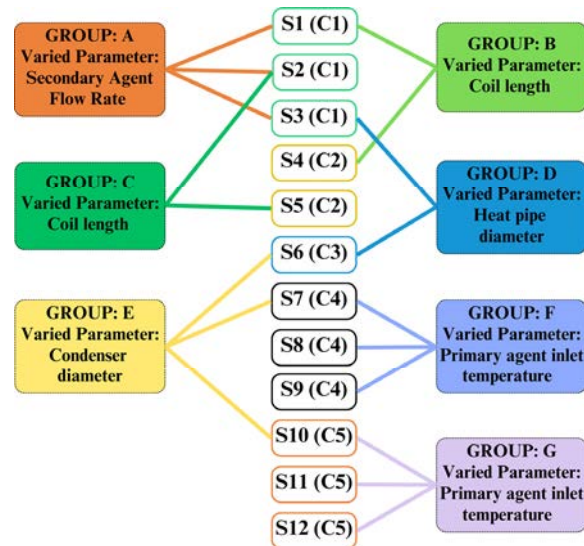 GROUP: A
Varied Parameter:
Secondary Agent
Flow Rate
GROUP: C
Varied Parameter:
Coil length
GROUP: E
Varied Parameter:
Condenser
diameter
S1 (C1)
S2 (C1)
S3 (C1)
S4 (C2)
S5 (C2)
S6 (C3)
S7 (C4)
S8 (C4)
S9 (C4)
S10 (C5)
S11 (C5)
S12 (C5)
GROUP: B
Varied Parameter:
Coil length
GROUP: D
Varied Parameter:
Heat pipe
diameter
GROUP: F
Varied Parameter:
Primary agent inlet
temperature
GROUP: G
Varied Parameter:
Primary agent inlet
temperature